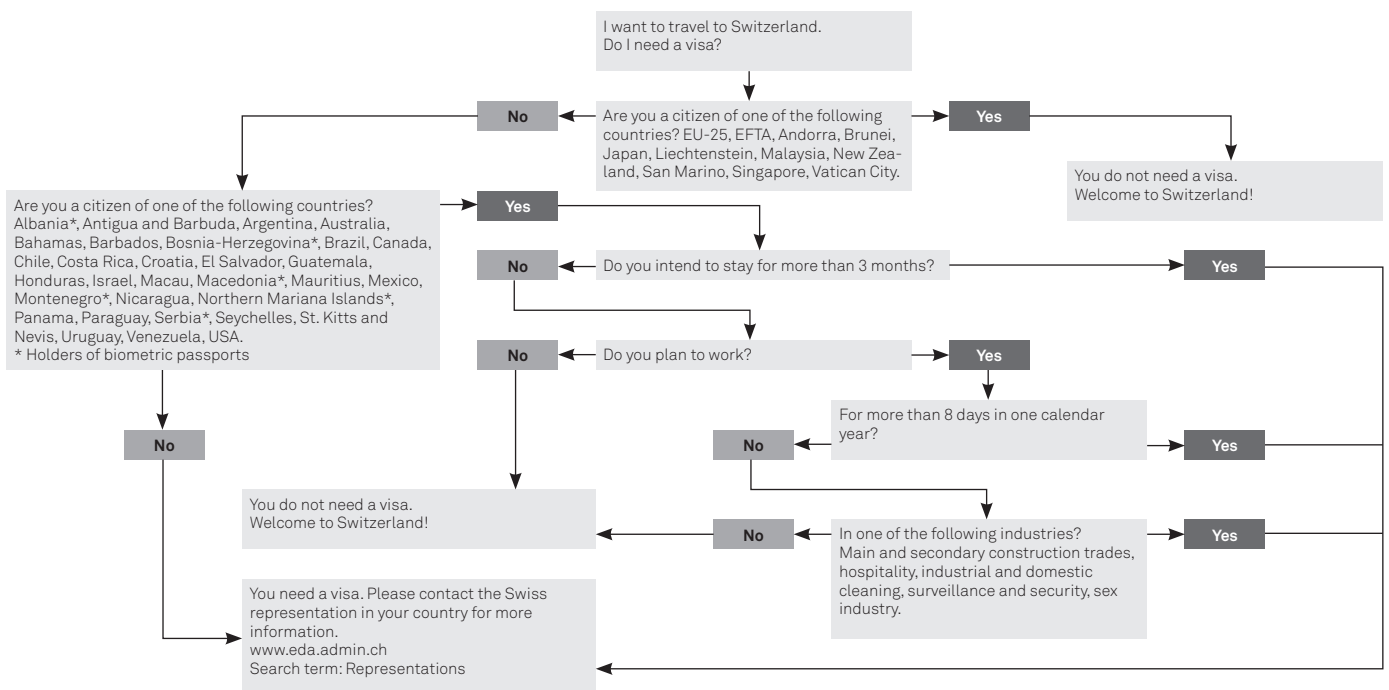 I want to travel to Switzerland.
Do I need a visa?
No
Are you a citizen of one of the following
countries? EU-25, EFTA, Andorra, Brunei,
Japan, Liechtenstein, Malaysia, New Zea-
land, San Marino, Singapore, Vatican City.
Yes
You do not need a visa.
Welcome to Switzerland!
Are you a citizen of one of the following countries?
Albania*, Antigua and Barbuda, Argentina, Australia,
Bahamas, Barbados, Bosnia-Herzegovina*, Brazil, Canada,
Chile, Costa Rica, Croatia, El Salvador, Guatemala,
Honduras, Israel, Macau, Macedonia*, Mauritius, Mexico,
Montenegro*, Nicaragua, Northern Mariana Islands*,
Panama, Paraguay, Serbia*, Seychelles, St. Kitts and
Nevis, Uruguay, Venezuela, USA.
* Holders of biometric passports
Yes
No
Do you intend to stay for more than 3 months?
Yes
No
Do you plan to work?
Yes
For more than 8 days in one calendar
year?
No
Yes
No
You do not need a visa.
Welcome to Switzerland!
No
In one of the following industries?
Main and secondary construction trades,
hospitality, industrial and domestic
cleaning, surveillance and security, sex
industry.
Yes
You need a visa. Please contact the Swiss
representation in your country for more
information.
www.eda.admin.ch
Search term: Representations